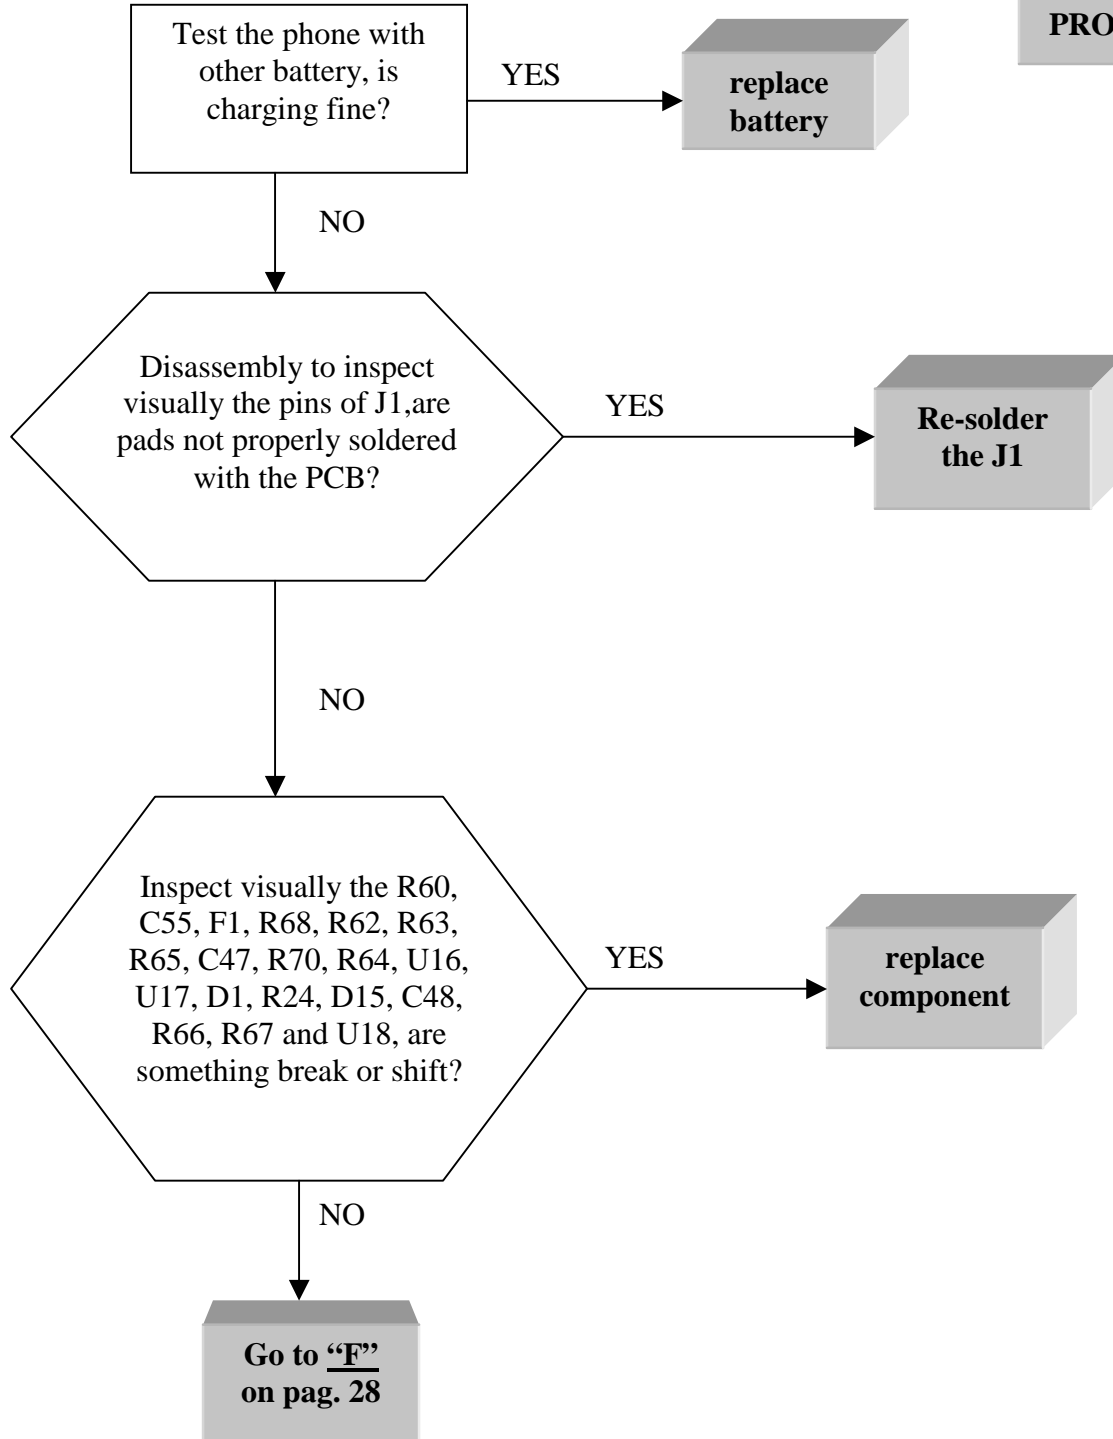 PRO
Test the phone with
other battery, is
charging fine?
YES
replace
battery
NO
Disassembly to inspect
visually the pins of J1,are
pads not properly soldered
with the PCB?
YES
Re-solder
the J1
NO
Inspect visually the R60,
C55, F1, R68, R62, R63,
R65, C47, R70, R64, U16,
U17, D1, R24, D15, C48,
R66, R67 and U18, are
something break or shift?
YES
replace
component
NO
Go to “F”
on pag. 28